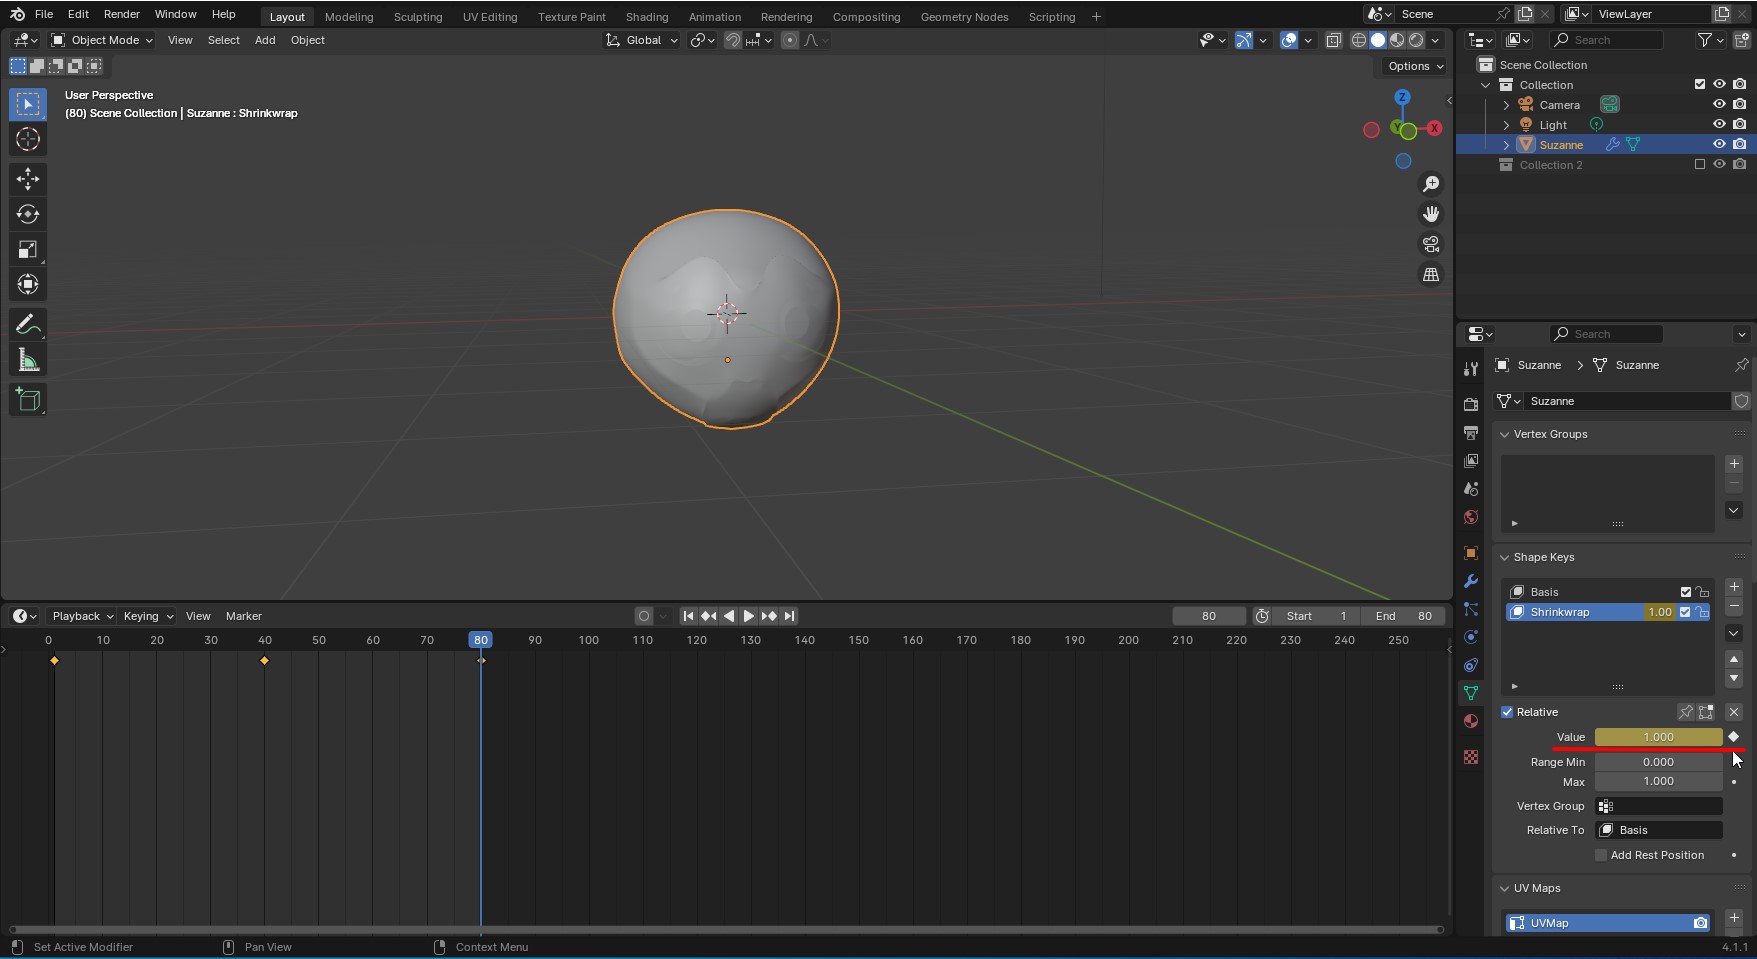 File Edit Render Window Help Layout Modeling Sculpting UV Editing Texture Paint Shading Animation Rendering Compositing Geometry Nodes Scripting + Scene ViewLayer
Object Mode View Select Add Object Global Search
Options
User Perspective
(80) Scene Collection | Suzanne : Shrinkwrap
Z
Y
X
Scene Collection
Collection
Camera
Light
Suzanne
Collection 2
Search
Suzanne > Suzanne
Suzanne
Vertex Groups
Shape Keys
Basis
Shrinkwrap 1.00
Relative
Value 1.000
Range Min 0.000
Max 1.000
Vertex Group
Relative To Basis
Add Rest Position
UV Maps
UVMap
Playback Keying View Marker 80 Start 1 End 80
0 10 20 30 40 50 60 70 80 90 100 110 120 130 140 150 160 170 180 190 200 210 220 230 240 250
Set Active Modifier Pan View Context Menu 4.1.1